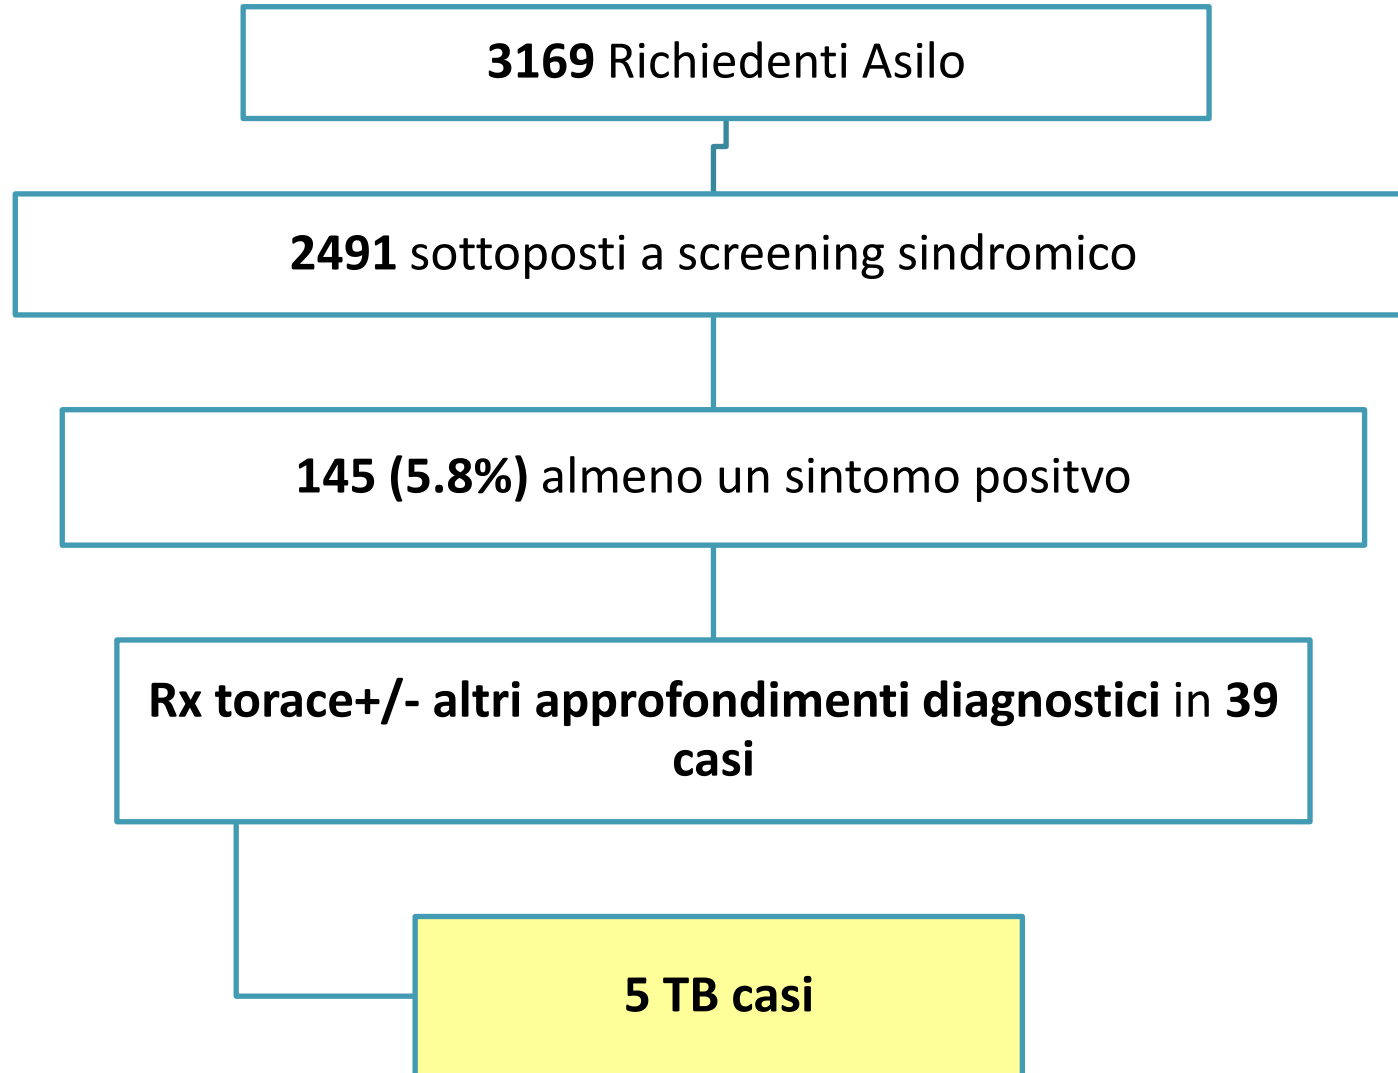 3169 Richiedenti Asilo
2491 sottoposti a screening sindromico
145 (5.8%) almeno un sintomo positvo
Rx torace+/- altri approfondimenti diagnostici in 39
casi
5 TB casi